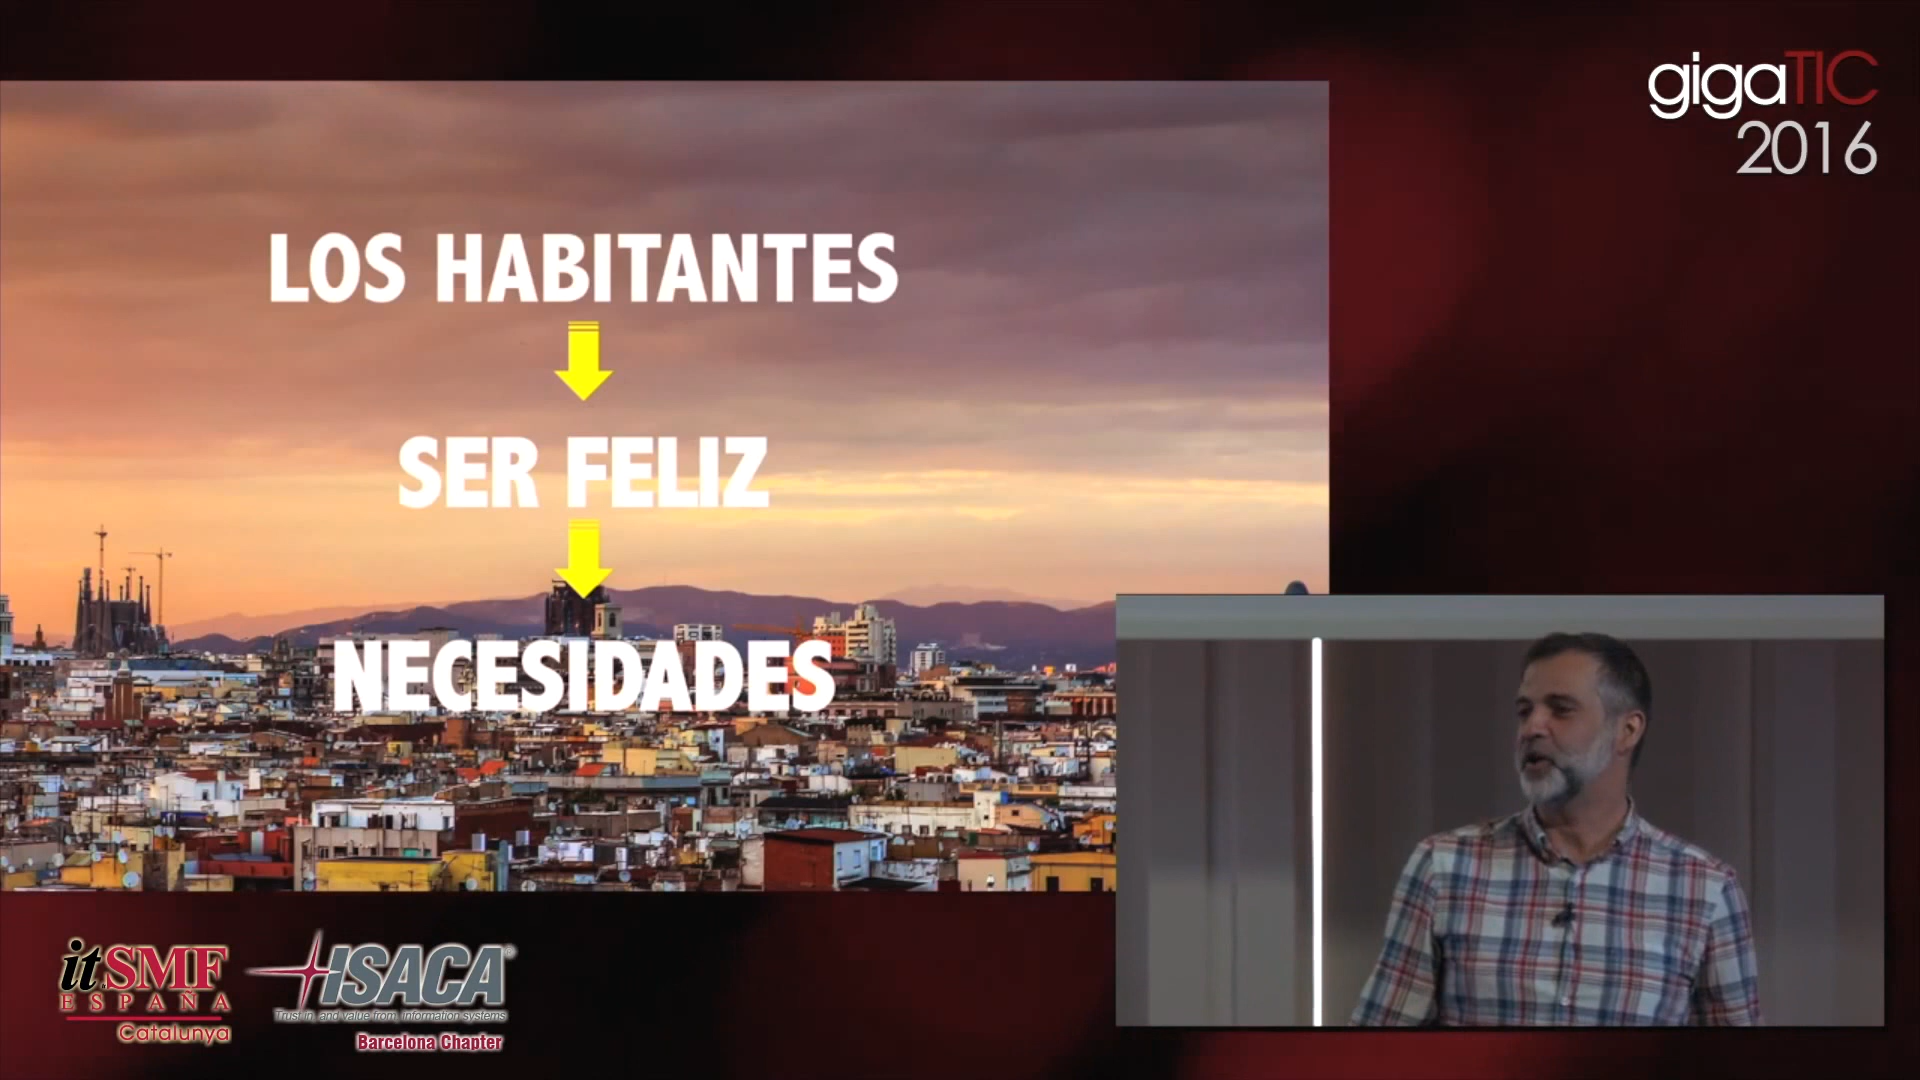 gigaTIC
2016
LOS HABITANTES
SER FELIZ
NECESIDADES
itSMF
ESPAÑA
Catalunya
ISACA®
Trust in, and value from, information systems
Barcelona Chapter